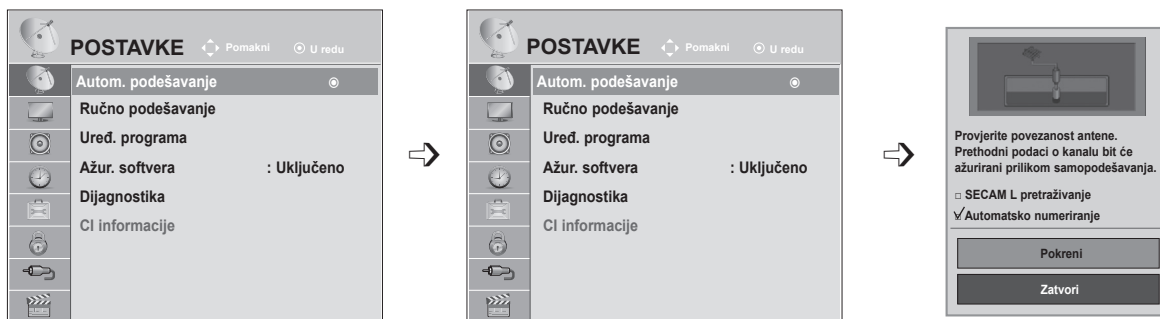 POSTAVKE Pomakni U redu
Autom. podešavanje
Ručno podešavanje
Uređ. programa
Ažur. softvera : Uključeno
Dijagnostika
CI informacije
POSTAVKE Pomakni U redu
Autom. podešavanje
Ručno podešavanje
Uređ. programa
Ažur. softvera : Uključeno
Dijagnostika
CI informacije
Provjerite povezanost antene.
Prethodni podaci o kanalu bit će
ažurirani prilikom samopodešavanja.
SECAM L pretraživanje
Automatsko numeriranje
Pokreni
Zatvori